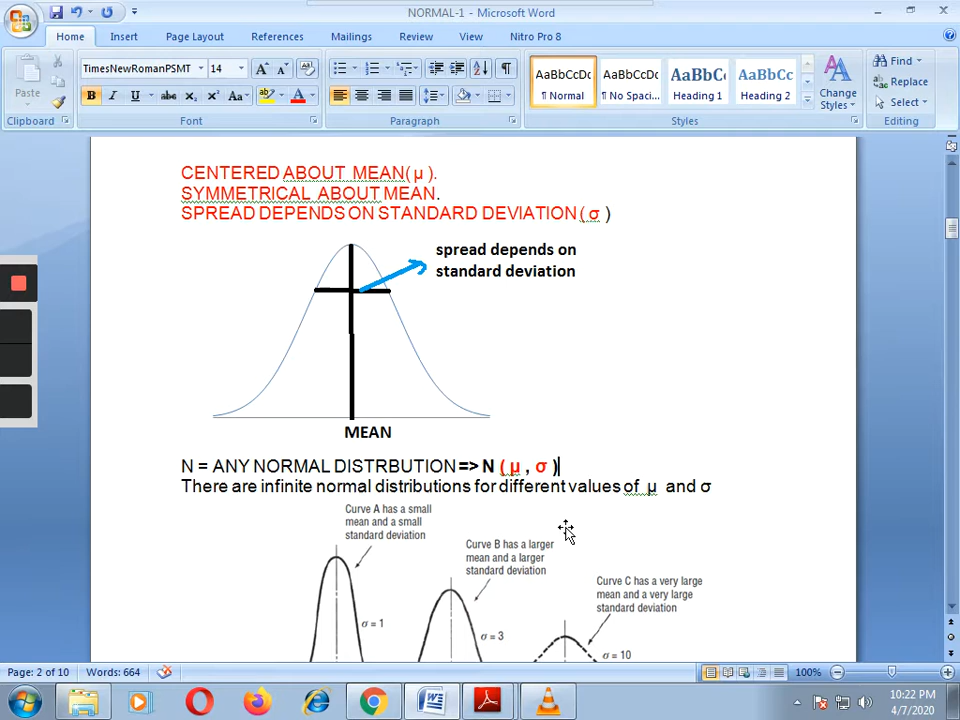 NORMAL-1 - Microsoft Word
Home Insert Page Layout References Mailings Review View Nitro Pro 8
Paste
TimesNewRomanPSMT 14
B I U abc X₂ X² Aa A
AaBbCcDc AaBbCcDc AaBbCc AaBbCc
¶ Normal ¶ No Spaci... Heading 1 Heading 2
Change Styles
Find
Replace
Select
Clipboard Font Paragraph Styles Editing
CENTERED ABOUT MEAN( µ ).
SYMMETRICAL ABOUT MEAN.
SPREAD DEPENDS ON STANDARD DEVIATION ( σ )
spread depends on
standard deviation
MEAN
N = ANY NORMAL DISTRBUTION => N ( µ , σ )
There are infinite normal distributions for different values of µ and σ
Curve A has a small
mean and a small
standard deviation
Curve B has a larger
mean and a larger
standard deviation
Curve C has a very large
mean and a very large
standard deviation
σ = 1
σ = 3
σ = 10
Page: 2 of 10 Words: 664 100%
10:22 PM
4/7/2020